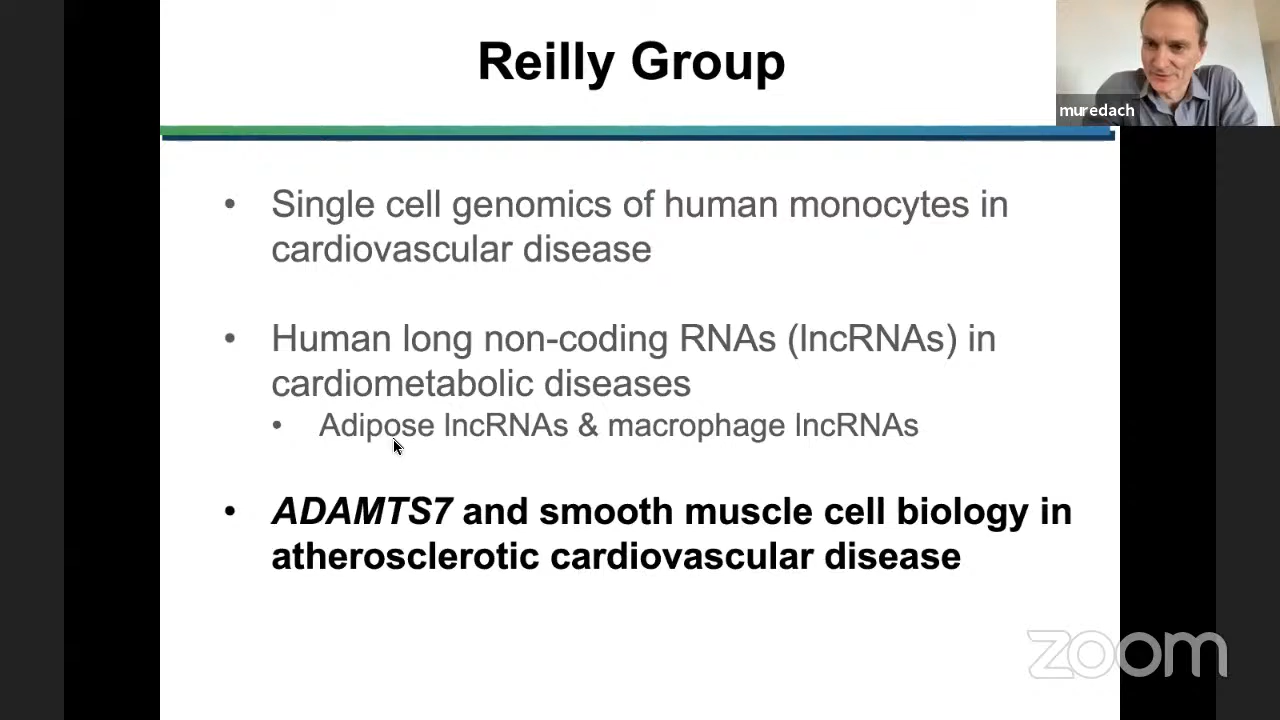 Reilly Group
muredach
• Single cell genomics of human monocytes in
cardiovascular disease
• Human long non-coding RNAs (lncRNAs) in
cardiometabolic diseases
• Adipose lncRNAs & macrophage lncRNAs
• ADAMTS7 and smooth muscle cell biology in
atherosclerotic cardiovascular disease
zoom